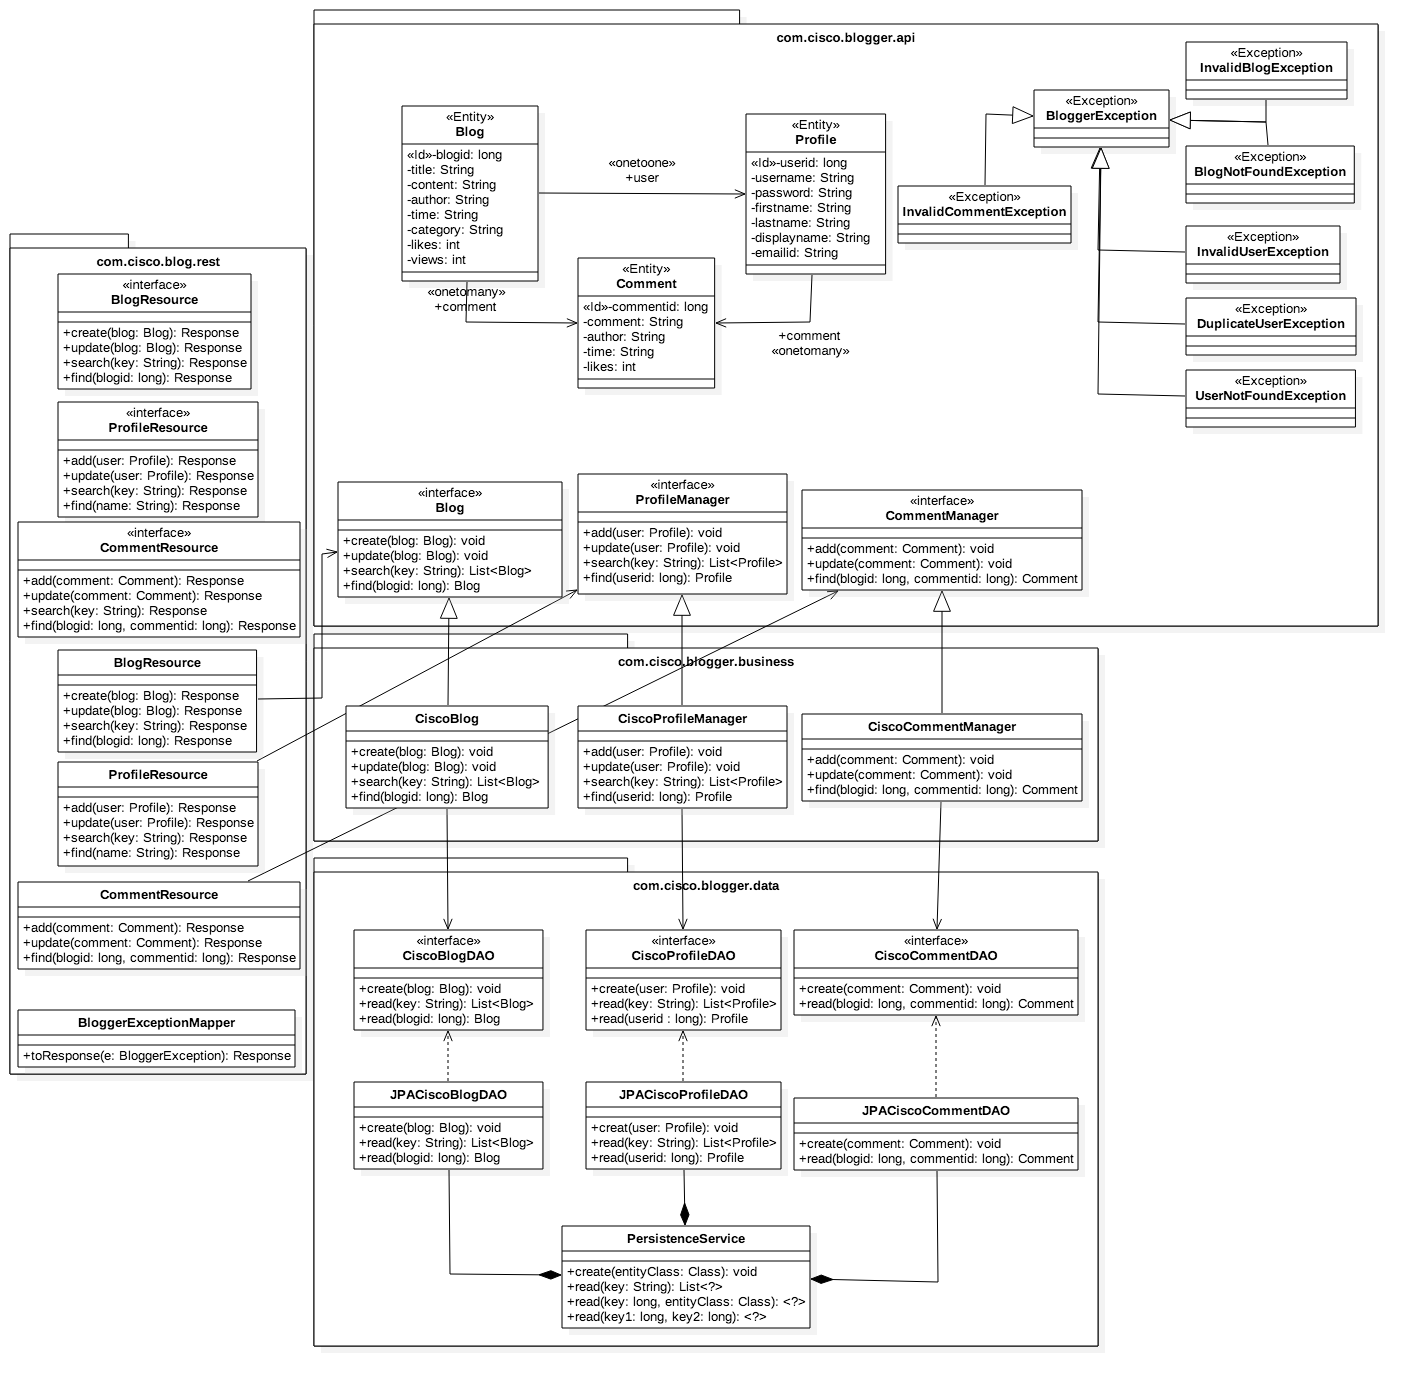 com.cisco.blogger.api
«Entity»
Blog
«Id»-blogid: long
-title: String
-content: String
-author: String
-time: String
-category: String
-likes: int
-views: int
«onetoone»
+user
«Entity»
Profile
«Id»-userid: long
-username: String
-password: String
-firstname: String
-lastname: String
-displayname: String
-emailid: String
«Entity»
Comment
«Id»-commentid: long
-comment: String
-author: String
-time: String
-likes: int
«onetomany»
+comment
+comment
«onetomany»
«Exception»
BloggerException
«Exception»
InvalidBlogException
«Exception»
BlogNotFoundException
«Exception»
InvalidCommentException
«Exception»
InvalidUserException
«Exception»
DuplicateUserException
«Exception»
UserNotFoundException
«interface»
Blog
+create(blog: Blog): void
+update(blog: Blog): void
+search(key: String): List<Blog>
+find(blogid: long): Blog
«interface»
ProfileManager
+add(user: Profile): void
+update(user: Profile): void
+search(key: String): List<Profile>
+find(userid: long): Profile
«interface»
CommentManager
+add(comment: Comment): void
+update(comment: Comment): void
+find(blogid: long, commentid: long): Comment
com.cisco.blog.rest
«interface»
BlogResource
+create(blog: Blog): Response
+update(blog: Blog): Response
+search(key: String): Response
+find(blogid: long): Response
«interface»
ProfileResource
+add(user: Profile): Response
+update(user: Profile): Response
+search(key: String): Response
+find(name: String): Response
«interface»
CommentResource
+add(comment: Comment): Response
+update(comment: Comment): Response
+search(key: String): Response
+find(blogid: long, commentid: long): Response
BlogResource
+create(blog: Blog): Response
+update(blog: Blog): Response
+search(key: String): Response
+find(blogid: long): Response
ProfileResource
+add(user: Profile): Response
+update(user: Profile): Response
+search(key: String): Response
+find(name: String): Response
CommentResource
+add(comment: Comment): Response
+update(comment: Comment): Response
+find(blogid: long, commentid: long): Response
BloggerExceptionMapper
+toResponse(e: BloggerException): Response
com.cisco.blogger.business
CiscoBlog
+create(blog: Blog): void
+update(blog: Blog): void
+search(key: String): List<Blog>
+find(blogid: long): Blog
CiscoProfileManager
+add(user: Profile): void
+update(user: Profile): void
+search(key: String): List<Profile>
+find(userid: long): Profile
CiscoCommentManager
+add(comment: Comment): void
+update(comment: Comment): void
+find(blogid: long, commentid: long): Comment
com.cisco.blogger.data
«interface»
CiscoBlogDAO
+create(blog: Blog): void
+read(key: String): List<Blog>
+read(blogid: long): Blog
«interface»
CiscoProfileDAO
+create(user: Profile): void
+read(key: String): List<Profile>
+read(userid : long): Profile
«interface»
CiscoCommentDAO
+create(comment: Comment): void
+read(blogid: long, commentid: long): Comment
JPACiscoBlogDAO
+create(blog: Blog): void
+read(key: String): List<Blog>
+read(blogid: long): Blog
JPACiscoProfileDAO
+creat(user: Profile): void
+read(key: String): List<Profile>
+read(userid: long): Profile
JPACiscoCommentDAO
+create(comment: Comment): void
+read(blogid: long, commentid: long): Comment
PersistenceService
+create(entityClass: Class): void
+read(key: String): List<?>
+read(key: long, entityClass: Class): <?>
+read(key1: long, key2: long): <?>